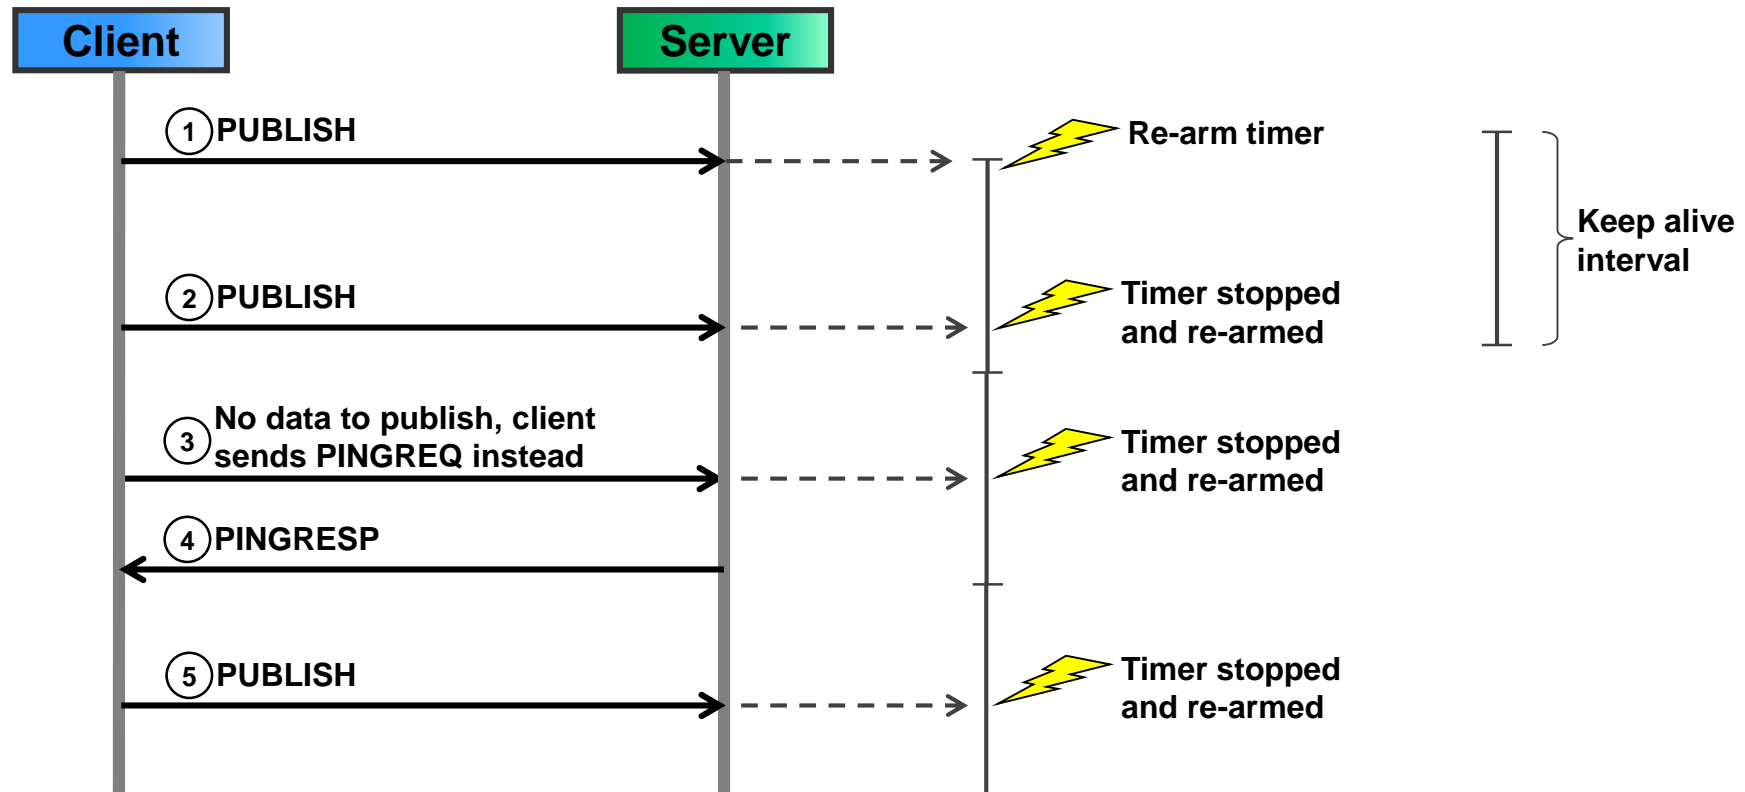 Client
Server
1 PUBLISH
Re-arm timer
Keep alive
interval
2 PUBLISH
Timer stopped
and re-armed
3 No data to publish, client
sends PINGREQ instead
Timer stopped
and re-armed
4 PINGRESP
5 PUBLISH
Timer stopped
and re-armed